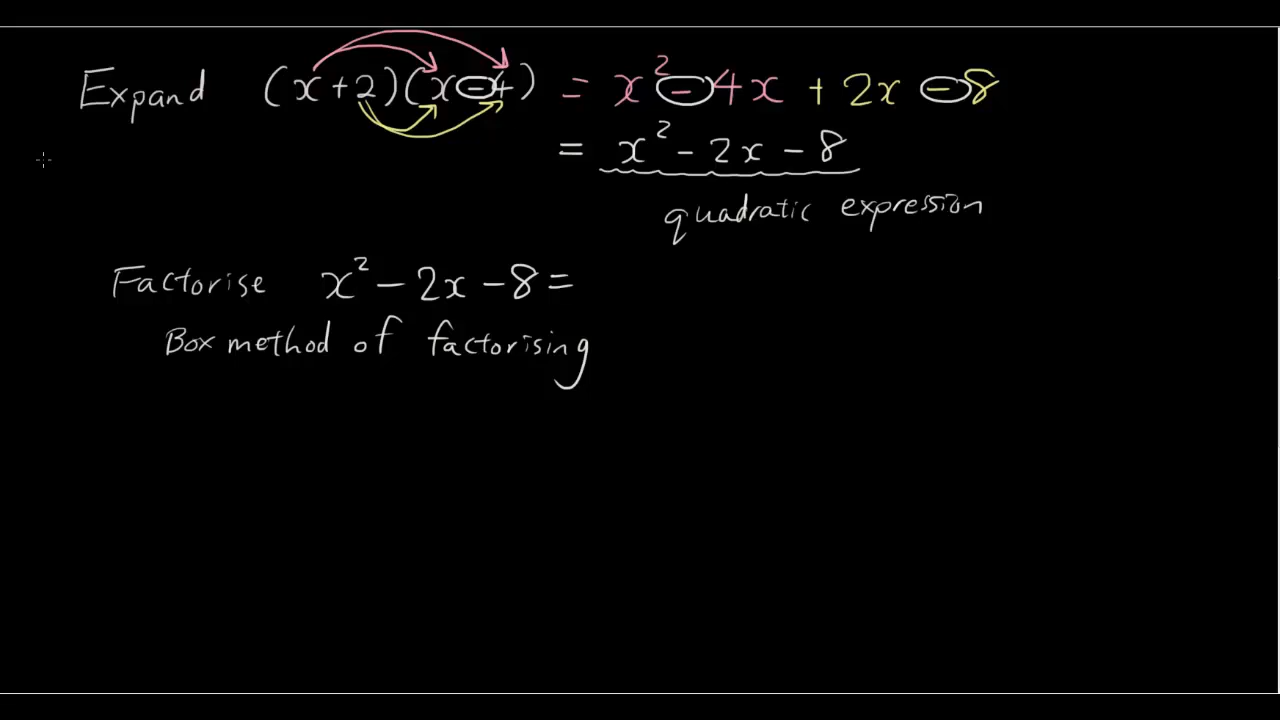 Expand (x+2)(x-4) = x² - 4x + 2x - 8
= x² - 2x - 8
quadratic expression
Factorise x² - 2x - 8 =
Box method of factorising